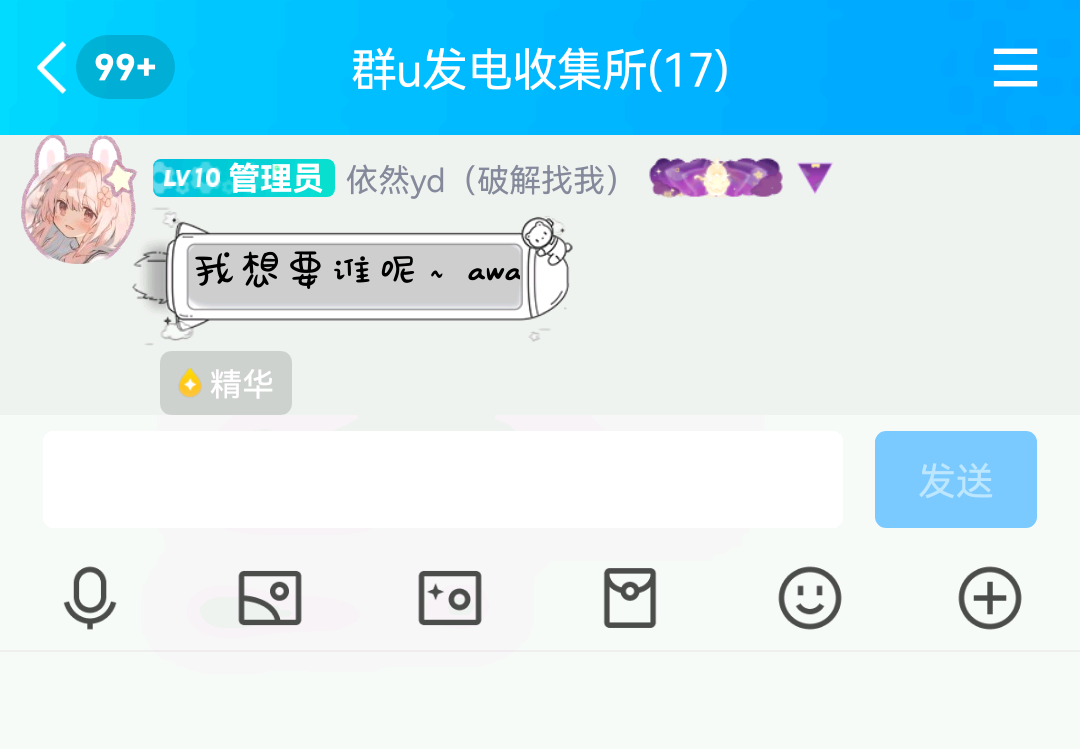 99+
群u发电收集所(17)
LV10 管理员 依然yd（破解找我）
我想要谁呢~ awa
精华
发送